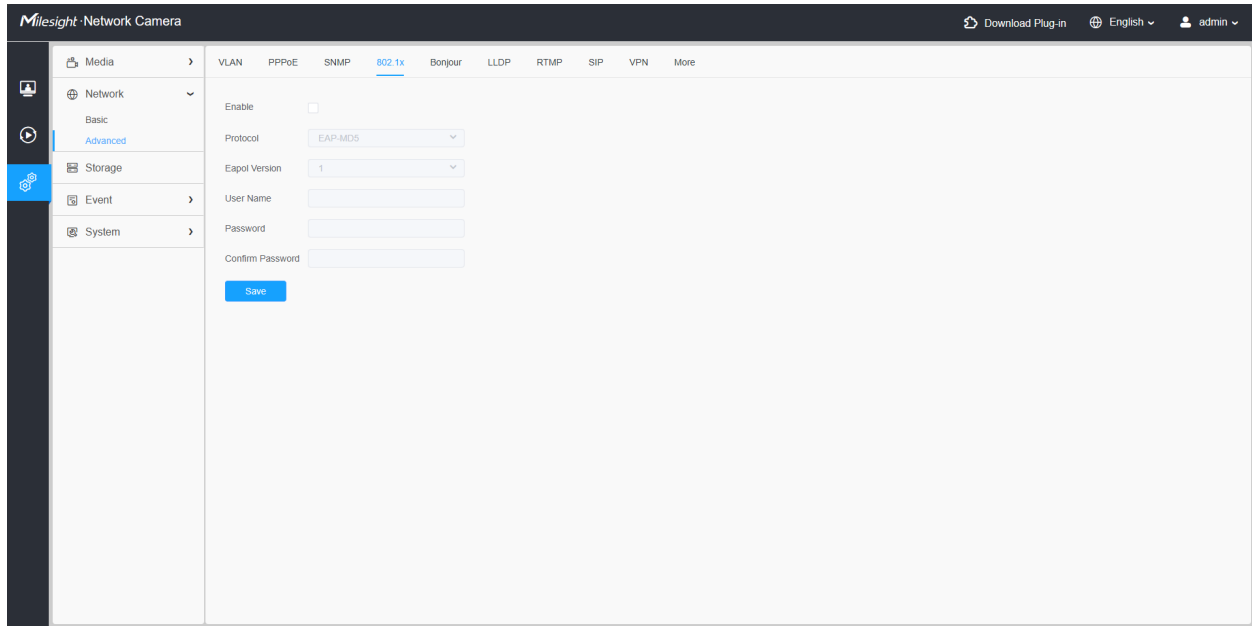 Milesight·Network Camera
Download Plug-in
English
admin
Media
Network
Basic
Advanced
Storage
Event
System
VLAN PPPoE SNMP 802.1x Bonjour LLDP RTMP SIP VPN More
Enable
Protocol EAP-MD5
Eapol Version 1
User Name
Password
Confirm Password
Save